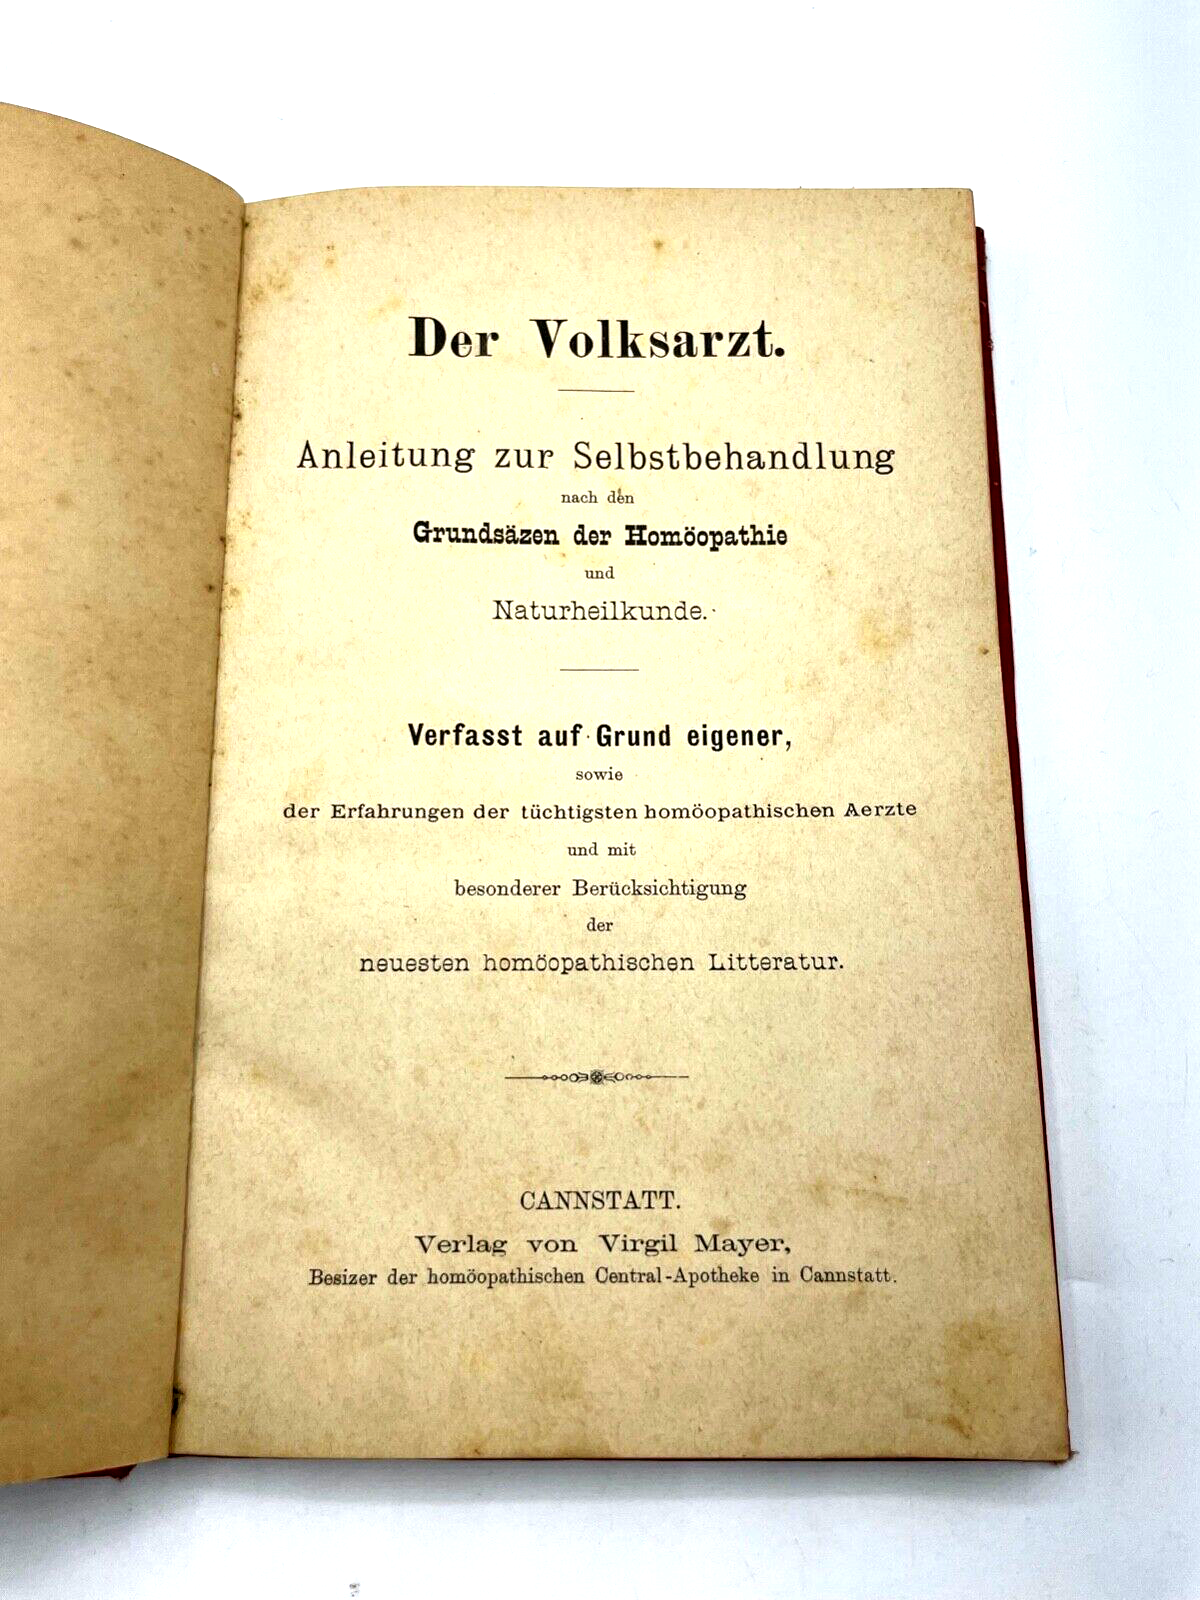 Der Volksarzt.
Anleitung zur Selbstbehandlung
nach den
Grundsäzen der Homöopathie
und
Naturheilkunde.
Verfasst auf Grund eigener,
sowie
der Erfahrungen der tüchtigsten homöopathischen Aerzte
und mit
besonderer Berücksichtigung
der
neuesten homöopathischen Litteratur.
CANNSTATT.
Verlag von Virgil Mayer,
Besizer der homöopathischen Central-Apotheke in Cannstatt.